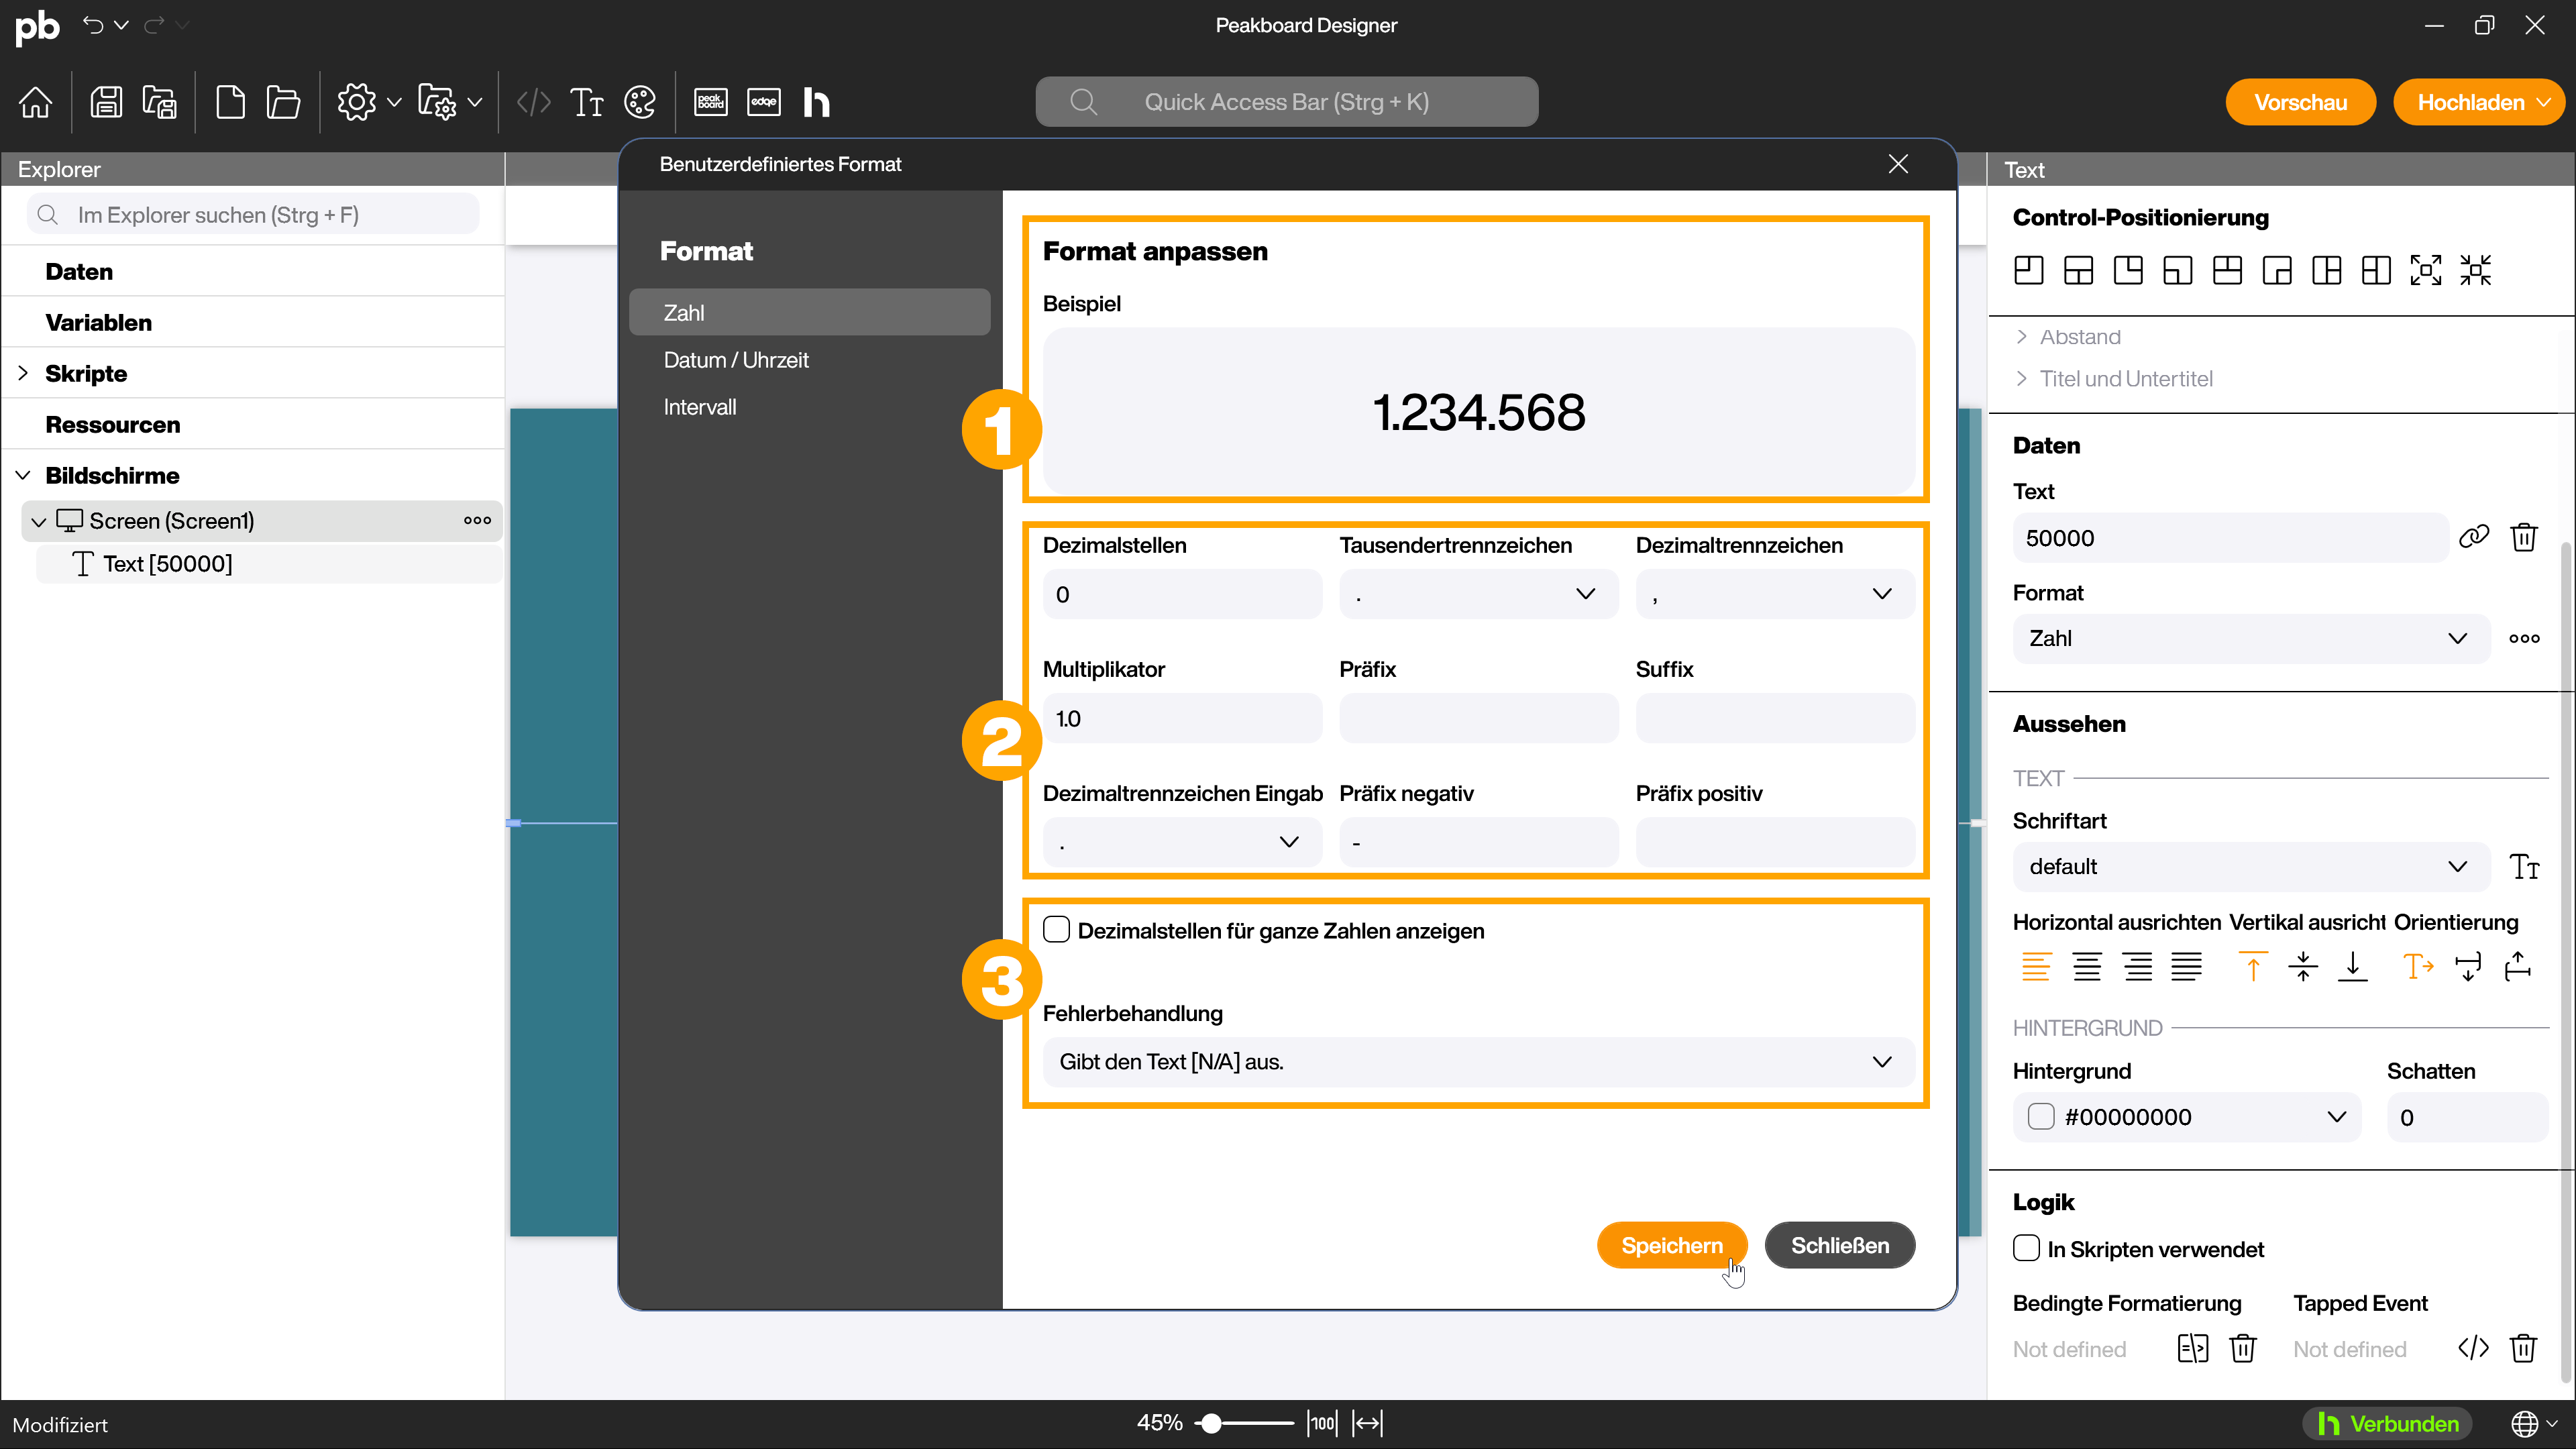 pb
Peakboard Designer
peak board
edge
h
Quick Access Bar (Strg + K)
Vorschau
Hochladen
Explorer
Im Explorer suchen (Strg + F)
Daten
Variablen
Skripte
Ressourcen
Bildschirme
Screen (Screen1)
Text [50000]
Benutzerdefiniertes Format
Format
Zahl
Datum / Uhrzeit
Intervall
Format anpassen
Beispiel
1.234.568
1
Dezimalstellen
Tausendertrennzeichen
Dezimaltrennzeichen
0
.
,
Multiplikator
Präfix
Suffix
1.0
2
Dezimaltrennzeichen Eingab
Präfix negativ
Präfix positiv
.
-
Dezimalstellen für ganze Zahlen anzeigen
3
Fehlerbehandlung
Gibt den Text [N/A] aus.
Speichern
Schließen
Text
Control-Positionierung
Abstand
Titel und Untertitel
Daten
Text
50000
Format
Zahl
Aussehen
TEXT
Schriftart
default
Horizontal ausrichten
Vertikal ausricht
Orientierung
HINTERGRUND
Hintergrund
Schatten
#00000000
0
Logik
In Skripten verwendet
Bedingte Formatierung
Tapped Event
Not defined
Not defined
Modifiziert
45%
100
h Verbunden